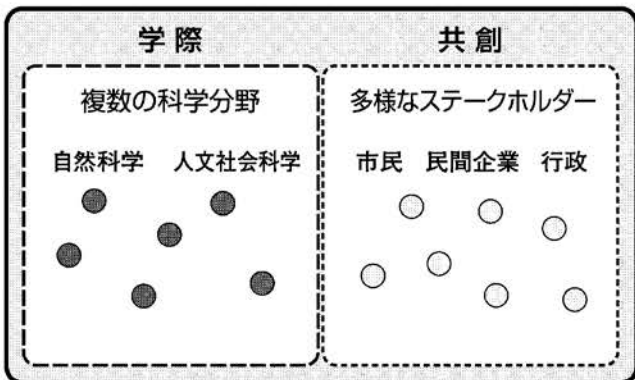 学際
共創
複数の科学分野
多様なステークホルダー
自然科学 人文社会科学
市民 民間企業 行政